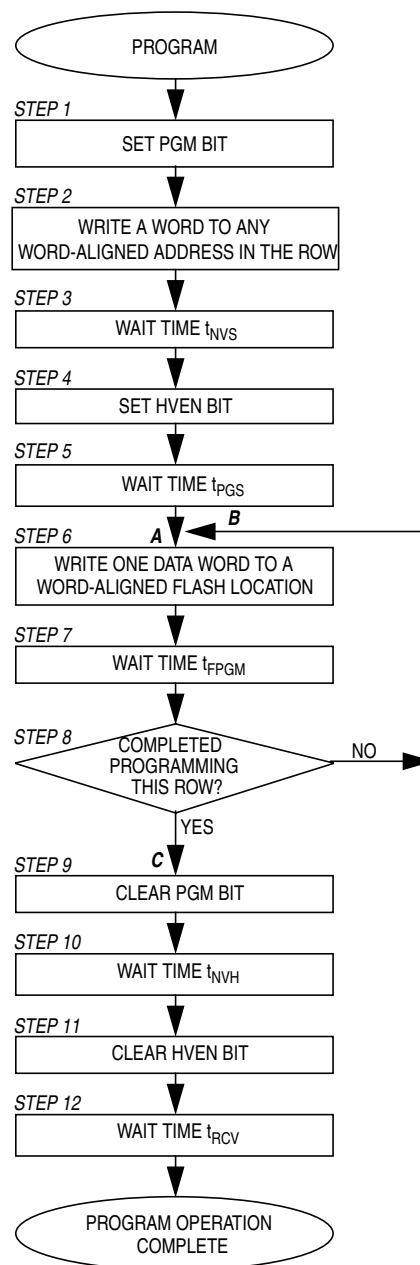 PROGRAM
STEP 1
SET PGM BIT
STEP 2
WRITE A WORD TO ANY
WORD-ALIGNED ADDRESS IN THE ROW
STEP 3
WAIT TIME tNVS
STEP 4
SET HVEN BIT
STEP 5
WAIT TIME tPGS
A
B
STEP 6
WRITE ONE DATA WORD TO A
WORD-ALIGNED FLASH LOCATION
STEP 7
WAIT TIME tFPGM
STEP 8
COMPLETED
PROGRAMMING
THIS ROW?
NO
YES
C
STEP 9
CLEAR PGM BIT
STEP 10
WAIT TIME tNVH
STEP 11
CLEAR HVEN BIT
STEP 12
WAIT TIME tRCV
PROGRAM OPERATION
COMPLETE